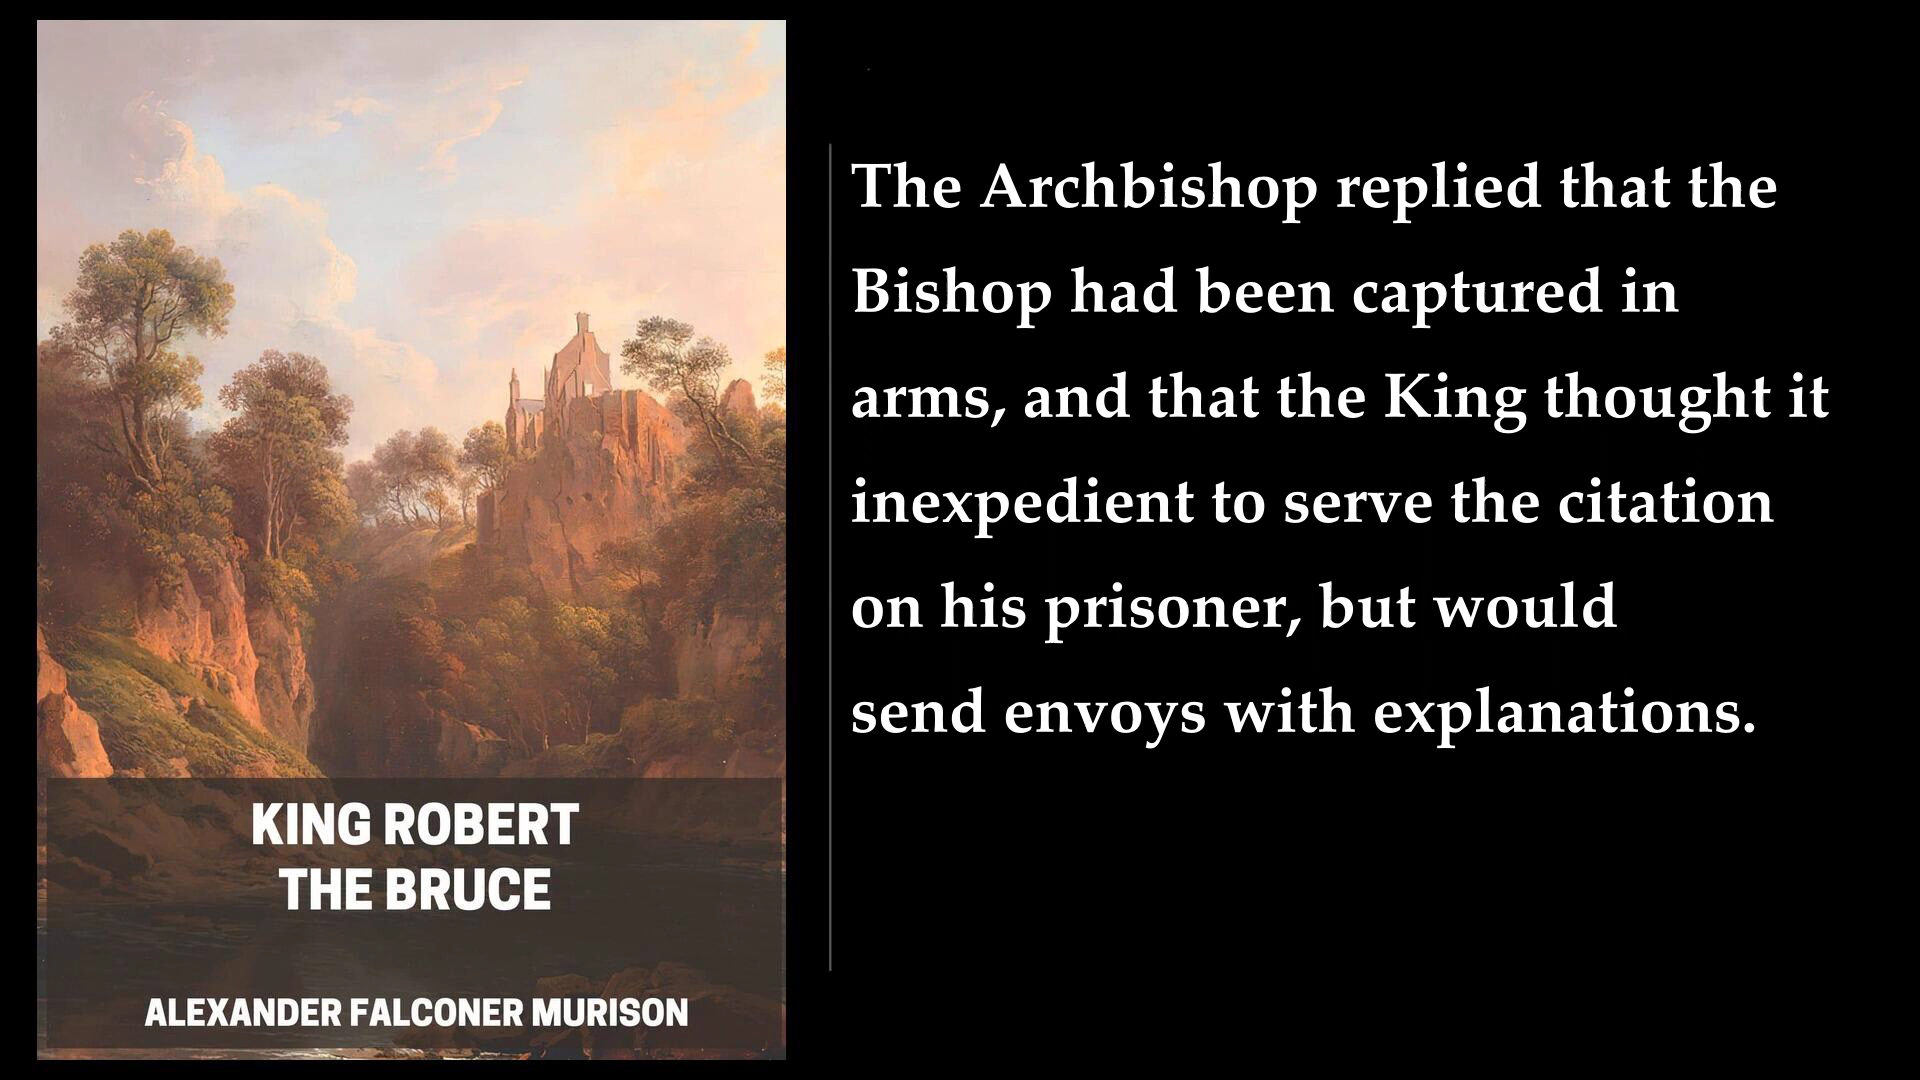 KING ROBERT
THE BRUCE
ALEXANDER FALCONER MURISON
The Archbishop replied that the
Bishop had been captured in
arms, and that the King thought it
inexpedient to serve the citation
on his prisoner, but would
send envoys with explanations.